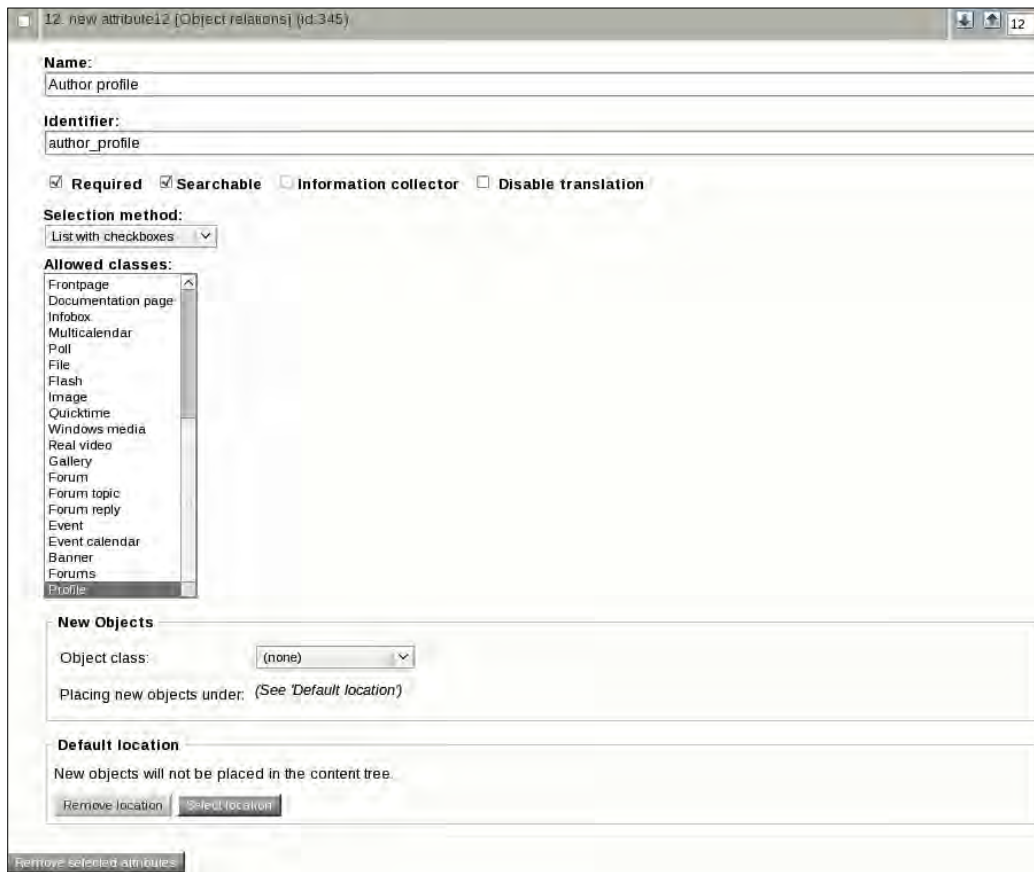 12. new attribute12 [Object relations] (id:345)
12
Name:
Author profile
Identifier:
author_profile
Required Searchable Information collector Disable translation
Selection method:
List with checkboxes
Allowed classes:
Frontpage
Documentation page
Infobox
Multicalendar
Poll
File
Flash
Image
Quicktime
Windows media
Real video
Gallery
Forum
Forum topic
Forum reply
Event
Event calendar
Banner
Forums
Profile
New Objects
Object class: (none)
Placing new objects under: (See 'Default location')
Default location
New objects will not be placed in the content tree.
Remove location Select location
Remove selected attributes